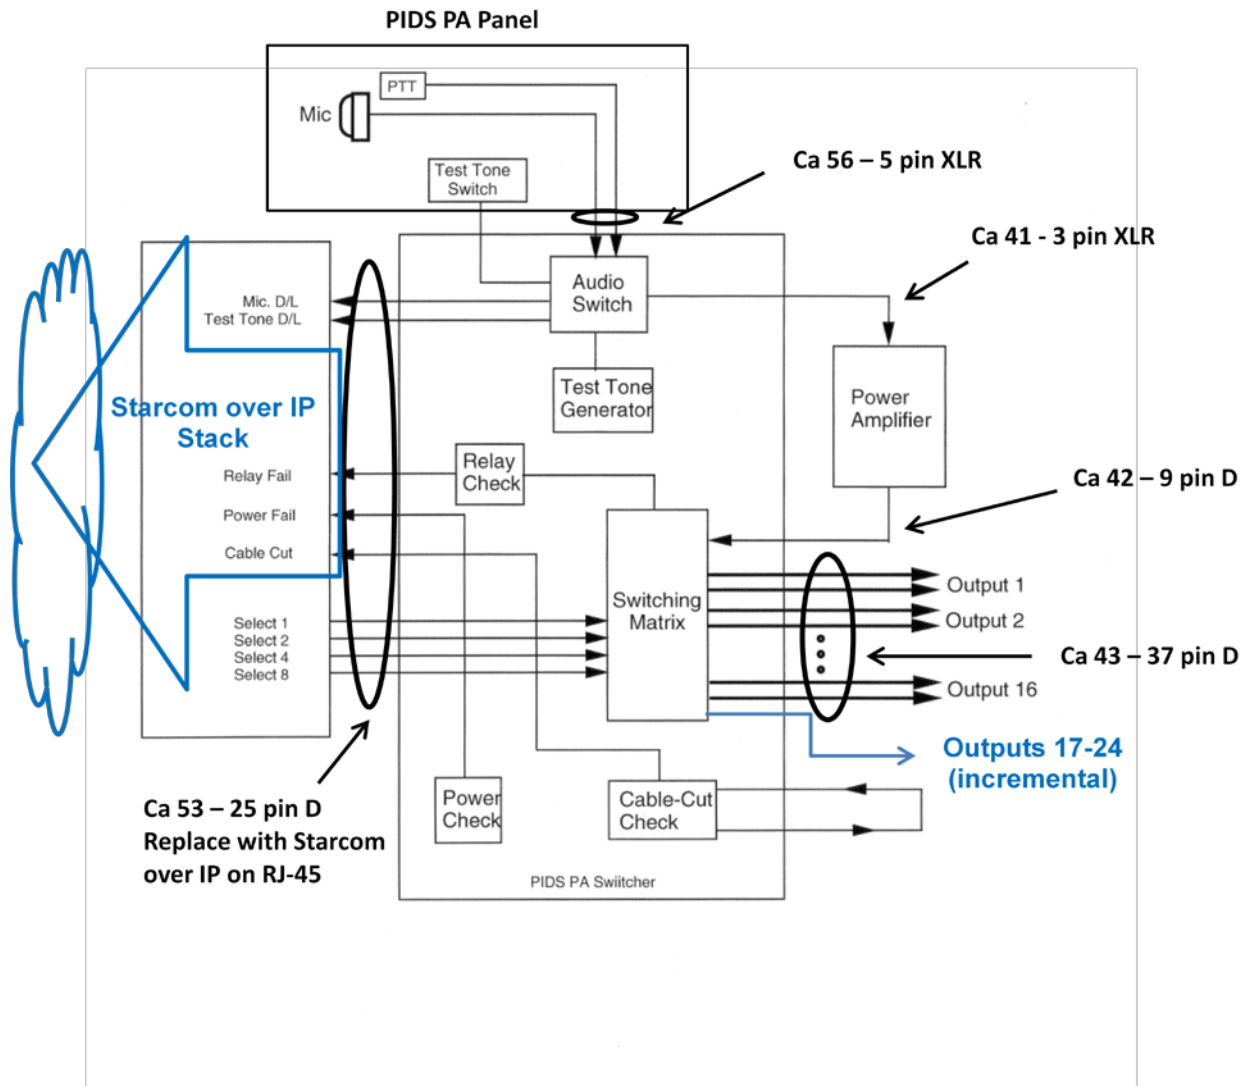 PIDS PA Panel
PTT
Mic
Test Tone
Switch
Ca 56 – 5 pin XLR
Ca 41 - 3 pin XLR
Audio
Switch
Mic. D/L
Test Tone D/L
Test Tone
Generator
Power
Amplifier
Starcom over IP
Stack
Relay Fail
Relay
Check
Ca 42 – 9 pin D
Power Fail
Cable Cut
Switching
Matrix
Output 1
Output 2
Select 1
Select 2
Select 4
Select 8
Ca 43 – 37 pin D
Output 16
Outputs 17-24
(incremental)
Ca 53 – 25 pin D
Replace with Starcom
over IP on RJ-45
Power
Check
Cable-Cut
Check
PIDS PA Swiitcher